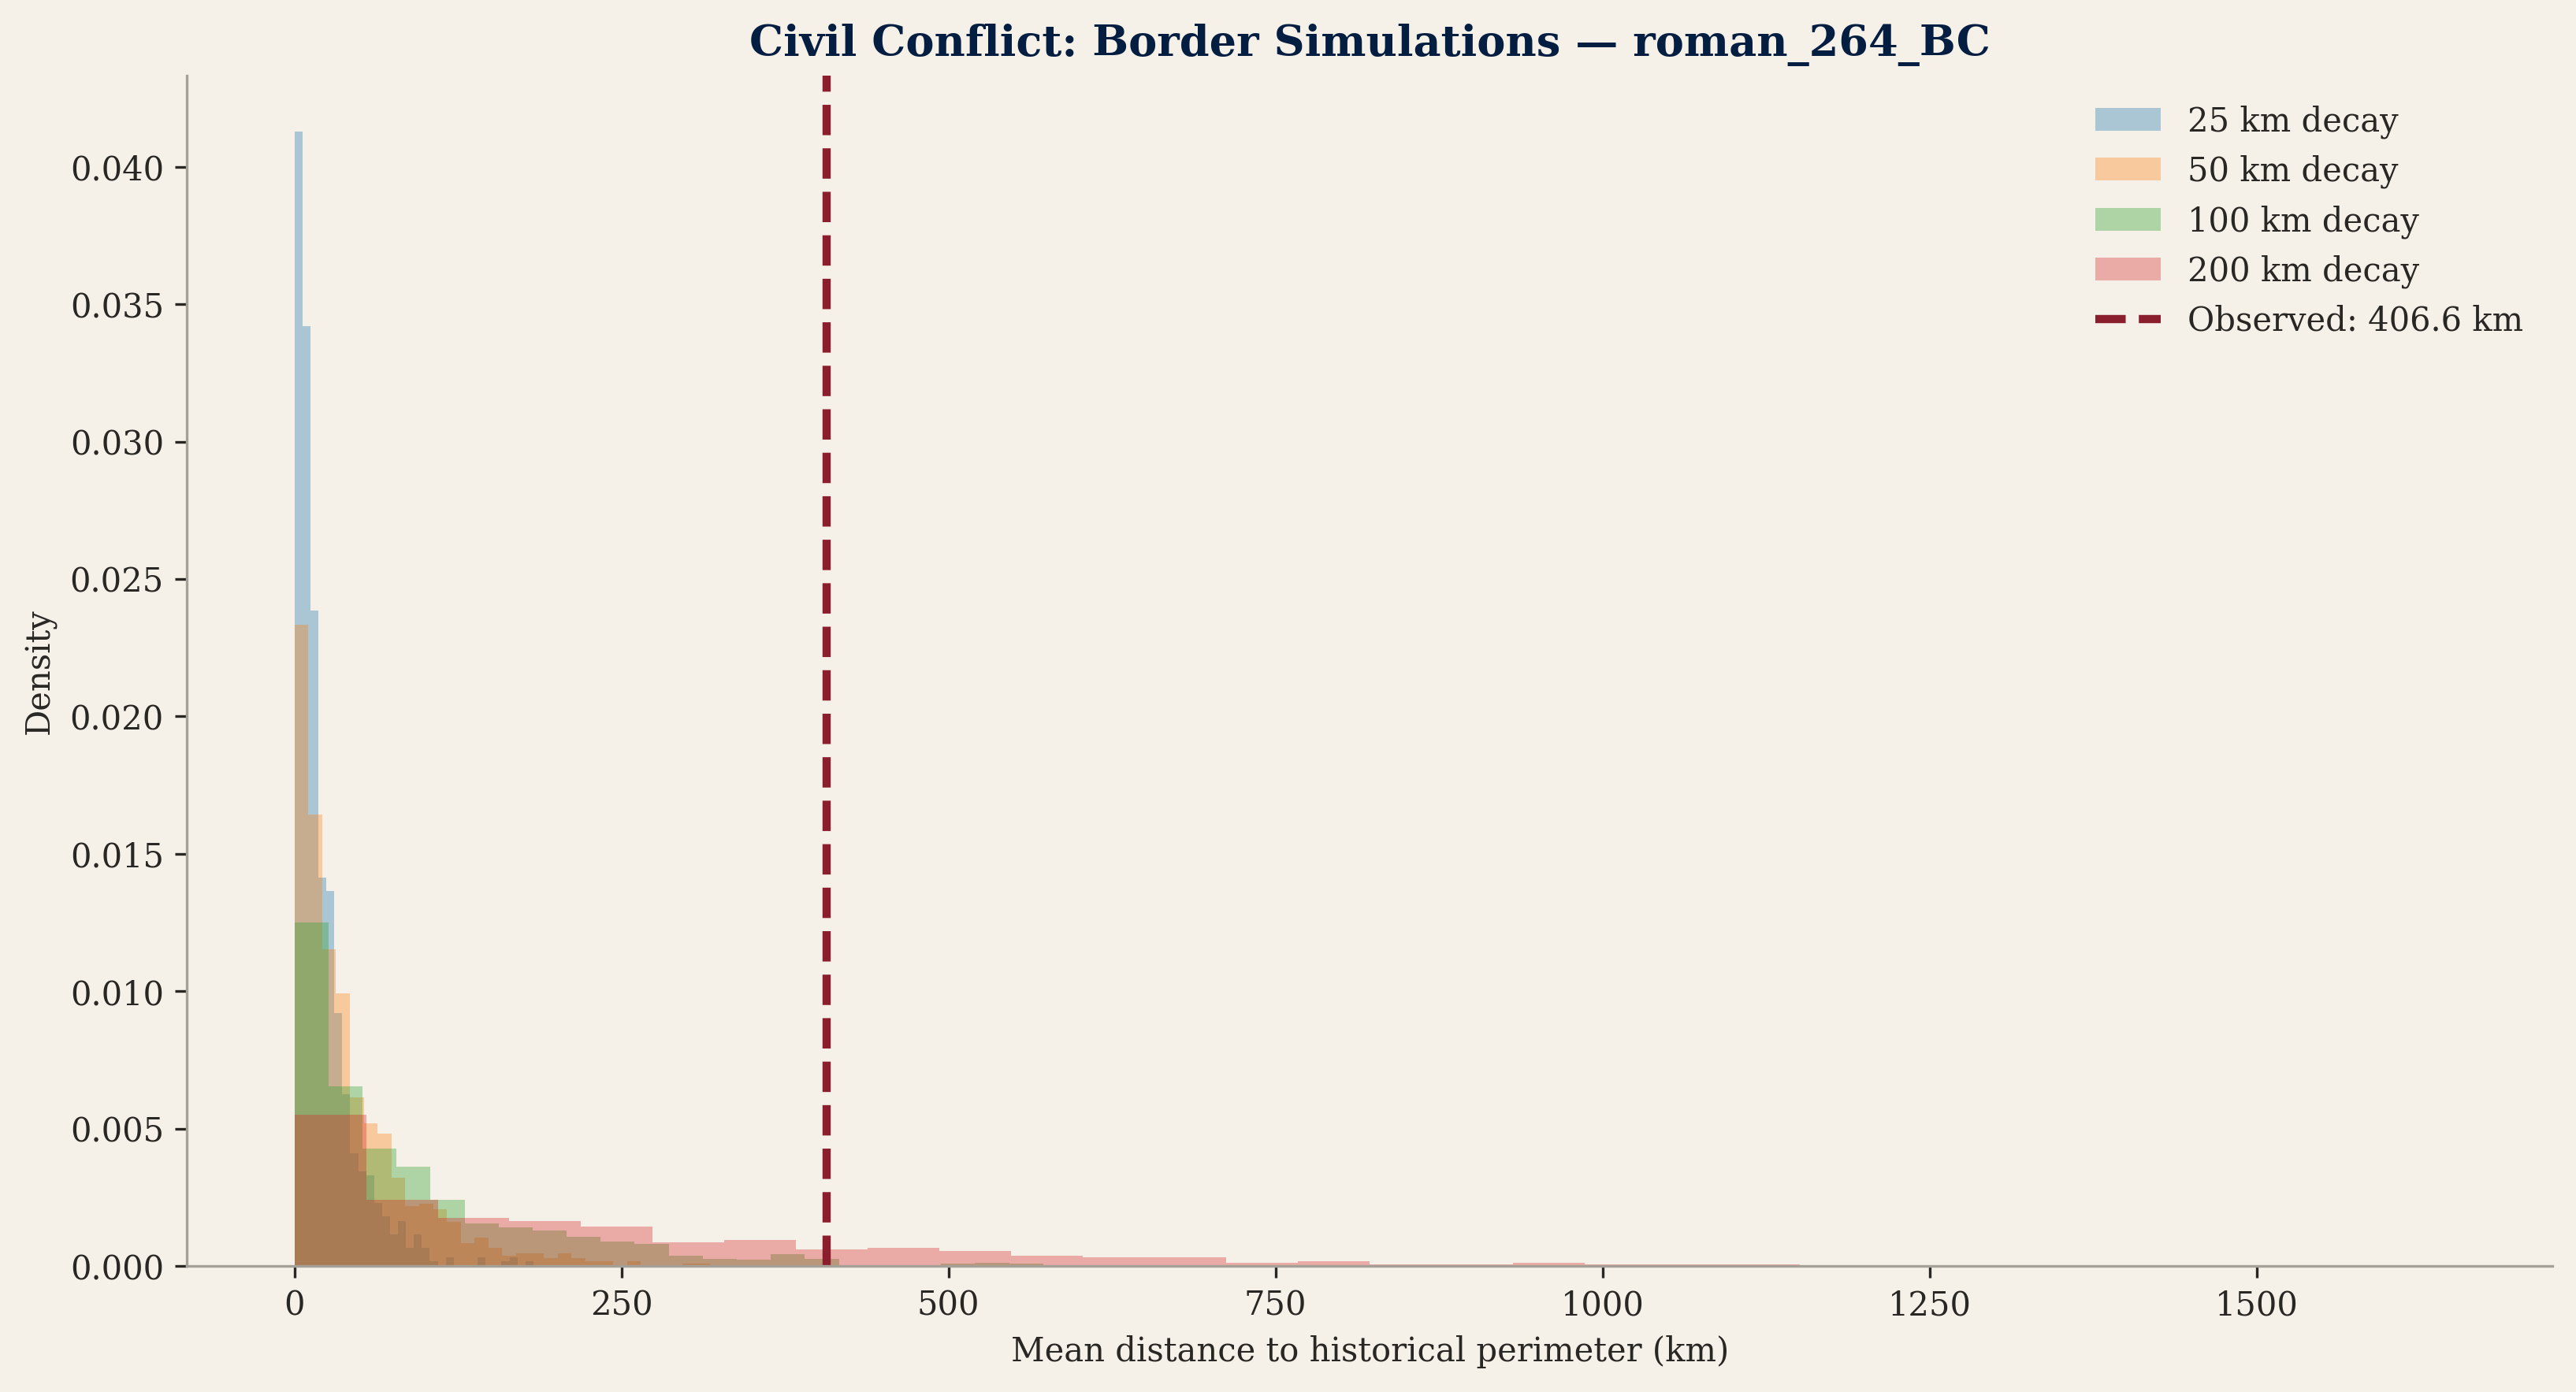 Civil Conflict: Border Simulations — roman_264_BC
25 km decay
50 km decay
100 km decay
200 km decay
Observed: 406.6 km
Density
0.040
0.035
0.030
0.025
0.020
0.015
0.010
0.005
0.000
0 250 500 750 1000 1250 1500
Mean distance to historical perimeter (km)